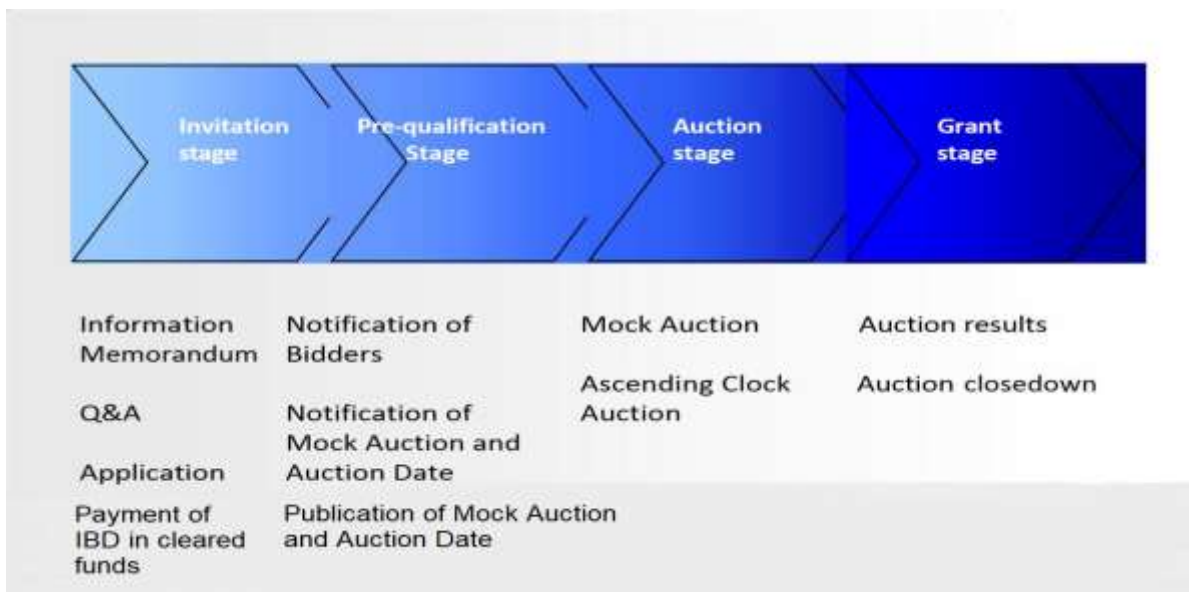 Invitation
stage
Pre-qualification
Stage
Auction
stage
Grant
stage
Information
Memorandum
Q&A
Application
Payment of
IBD in cleared
funds
Notification of
Bidders
Notification of
Mock Auction and
Auction Date
Publication of Mock Auction
and Auction Date
Mock Auction
Ascending Clock
Auction
Auction results
Auction closedown